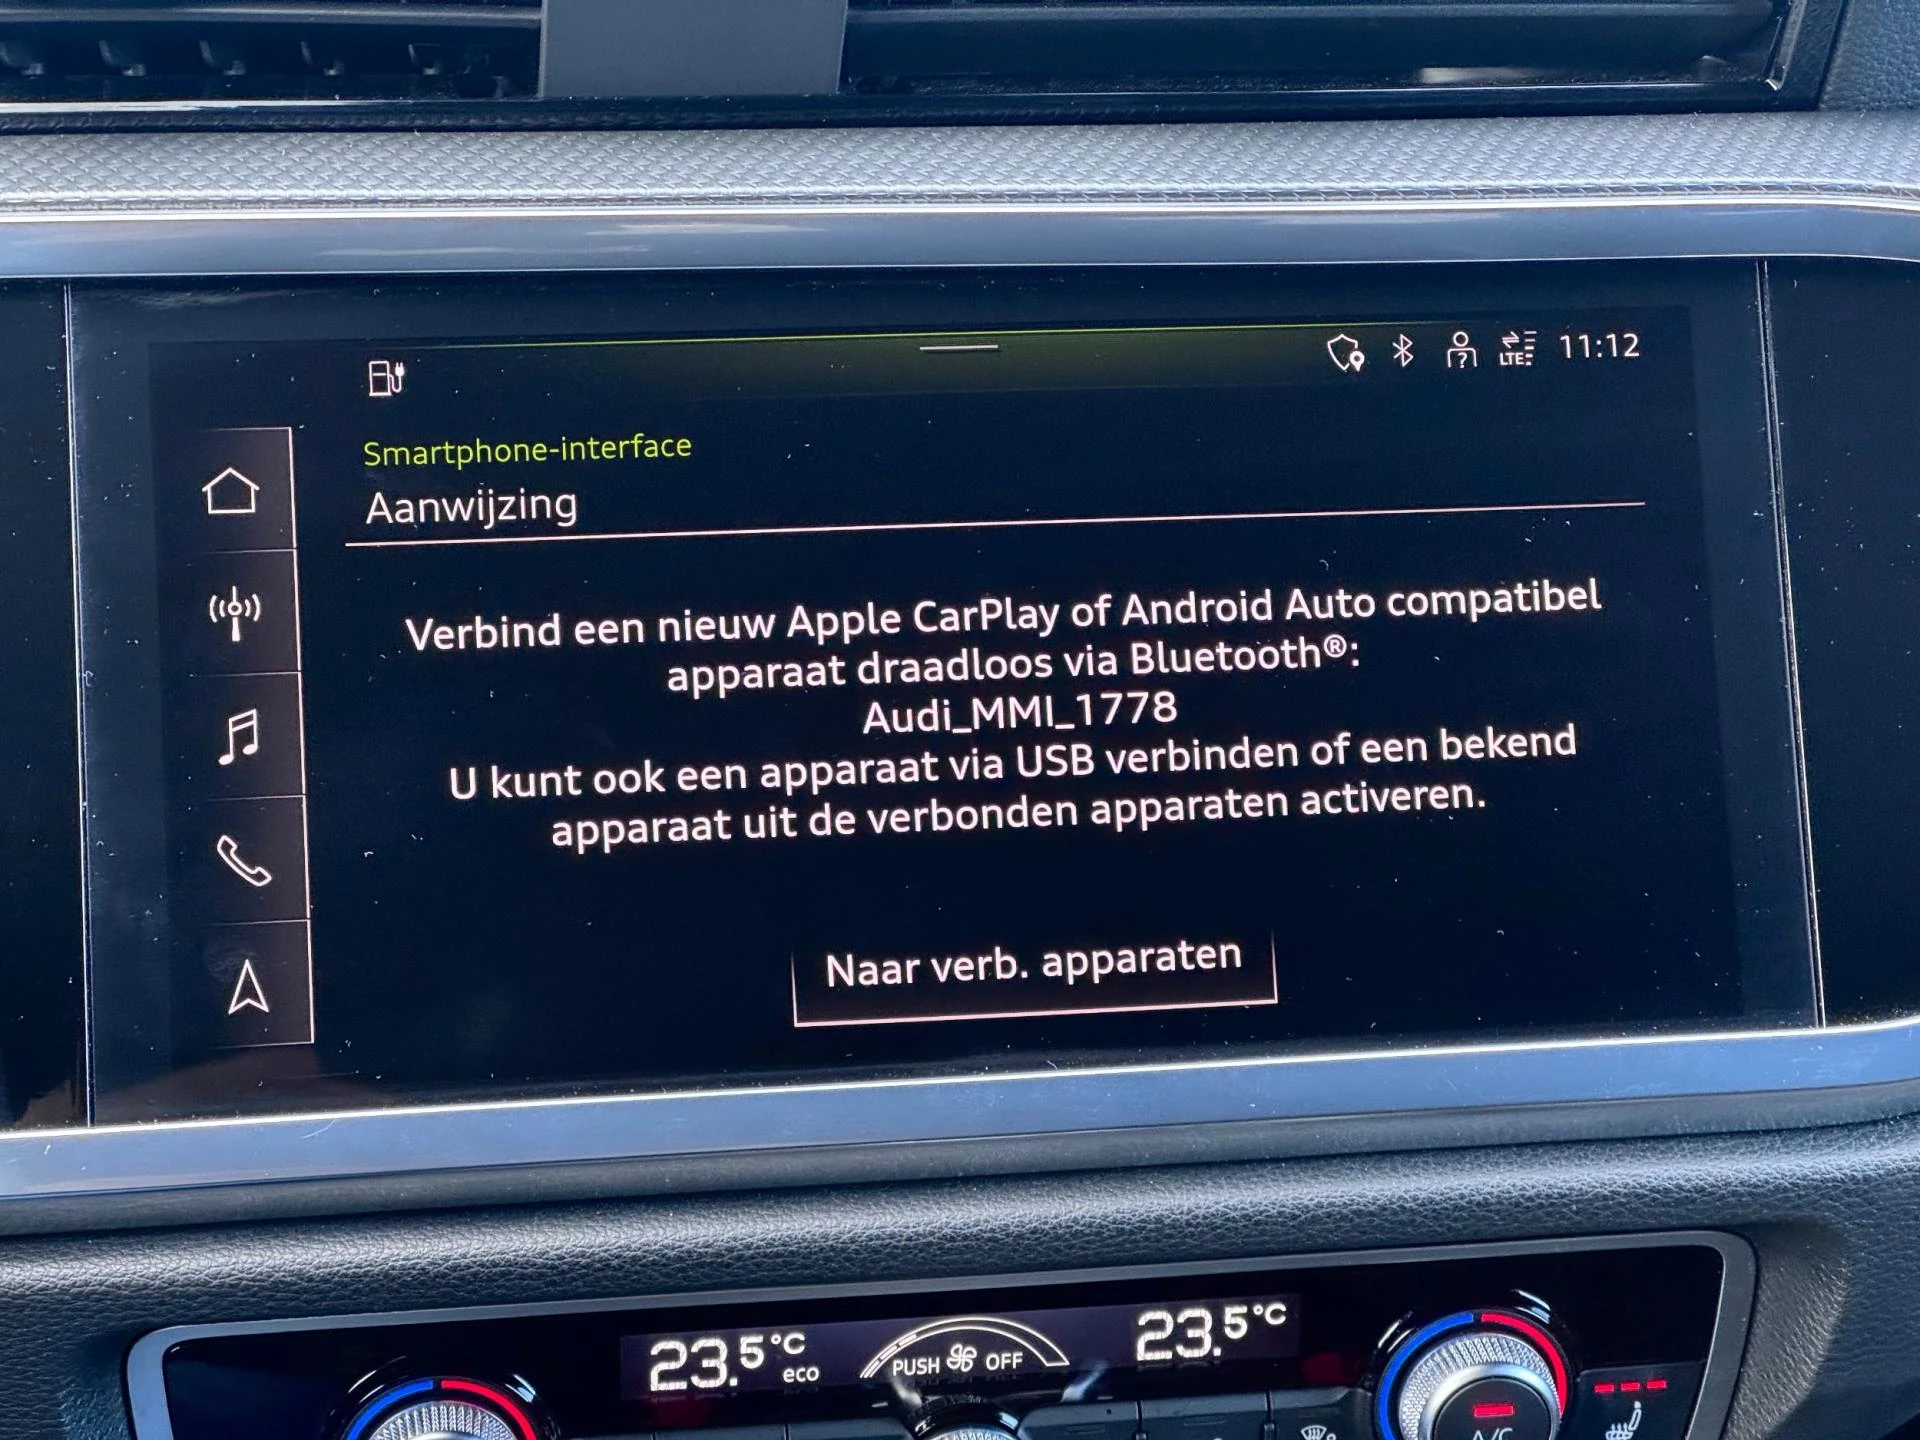 LTE 11:12
Smartphone-interface
Aanwijzing
Verbind een nieuw Apple CarPlay of Android Auto compatibel
apparaat draadloos via Bluetooth®:
Audi_MMI_1778
U kunt ook een apparaat via USB verbinden of een bekend
apparaat uit de verbonden apparaten activeren.
Naar verb. apparaten
23.5°C eco PUSH OFF 23.5°C
A/C